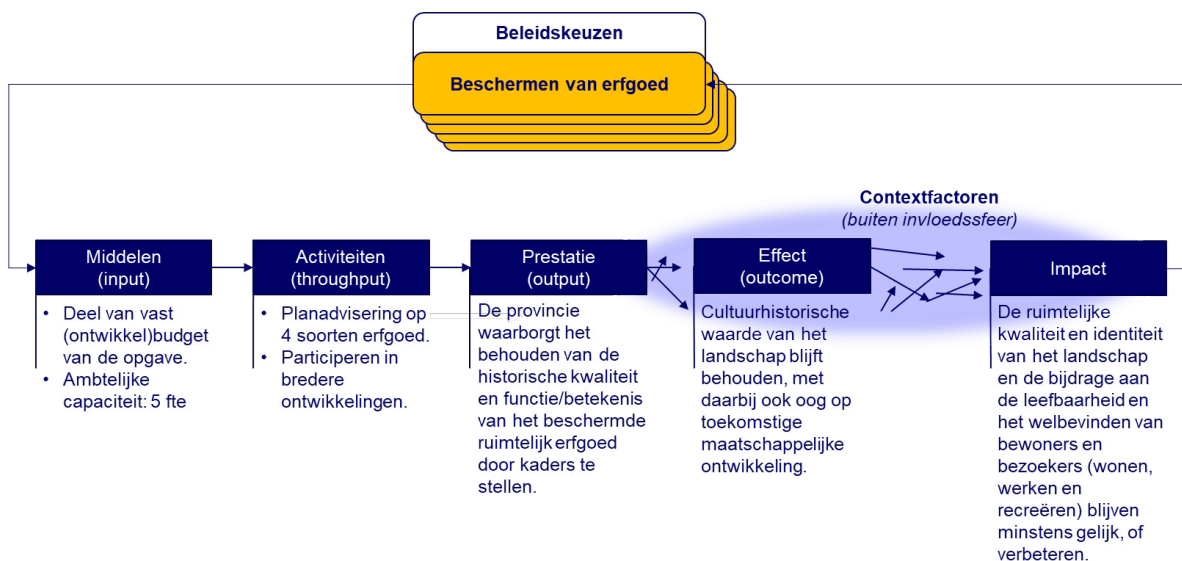 Beleidskeuzen
Beschermen van erfgoed
Contextfactoren
(buiten invloedssfeer)
Middelen
(input)
• Deel van vast
(ontwikkel)budget
van de opgave.
• Ambtelijke
capaciteit: 5 fte
Activiteiten
(throughput)
• Planadvisering op
4 soorten erfgoed.
• Participeren in
bredere
ontwikkelingen.
Prestatie
(output)
De provincie
waarborgt het
behouden van de
historische kwaliteit
en functie/betekenis
van het beschermde
ruimtelijk erfgoed
door kaders te
stellen.
Effect
(outcome)
Cultuurhistorische
waarde van het
landschap blijft
behouden, met
daarbij ook oog op
toekomstige
maatschappelijke
ontwikkeling.
Impact
De ruimtelijke
kwaliteit en identiteit
van het landschap
en de bijdrage aan
de leefbaarheid en
het welbevinden van
bewoners en
bezoekers (wonen,
werken en
recreëren) blijven
minstens gelijk, of
verbeteren.